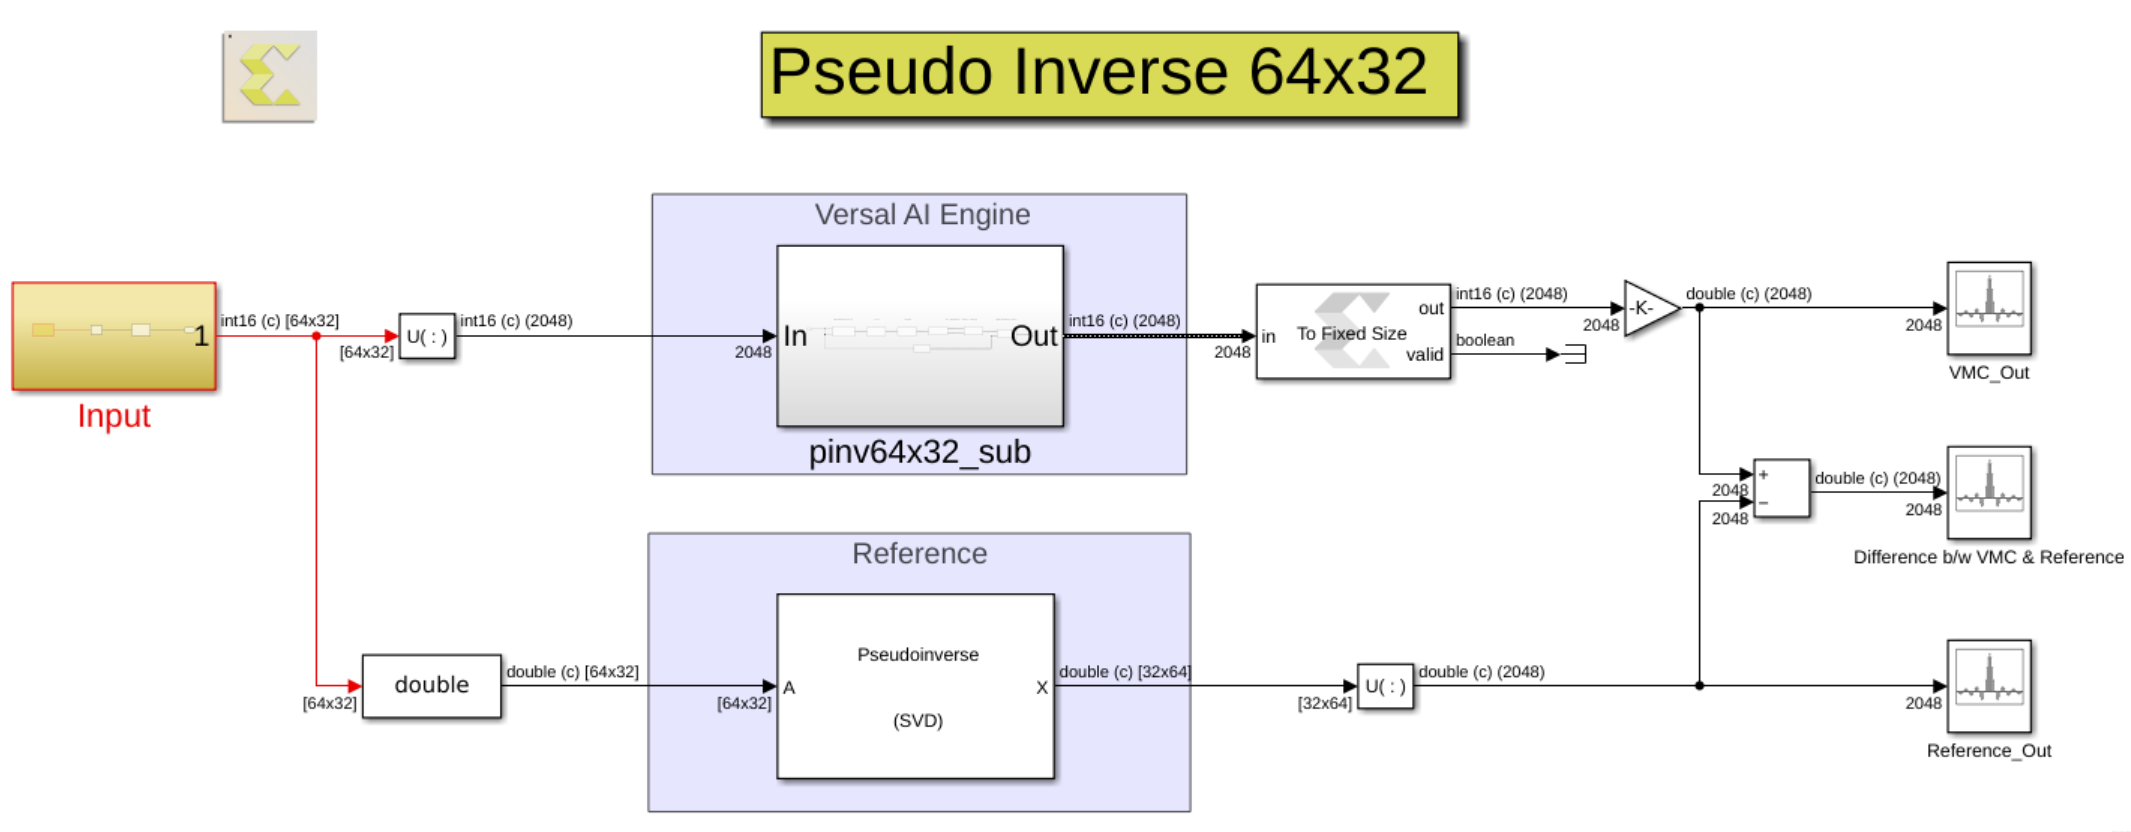 Pseudo Inverse 64x32
Versal AI Engine
1
int16 (c) [64x32]
[64x32]
U( : )
int16 (c) (2048)
2048
In
Out
int16 (c) (2048)
2048
in
To Fixed Size
out
valid
int16 (c) (2048)
2048
boolean
-K-
double (c) (2048)
2048
VMC_Out
Input
pinv64x32_sub
+
2048
−
2048
double (c) (2048)
2048
Difference b/w VMC & Reference
Reference
[64x32]
double
double (c) [64x32]
[64x32]
A
Pseudoinverse
(SVD)
X
double (c) [32x64]
[32x64]
U( : )
double (c) (2048)
2048
Reference_Out